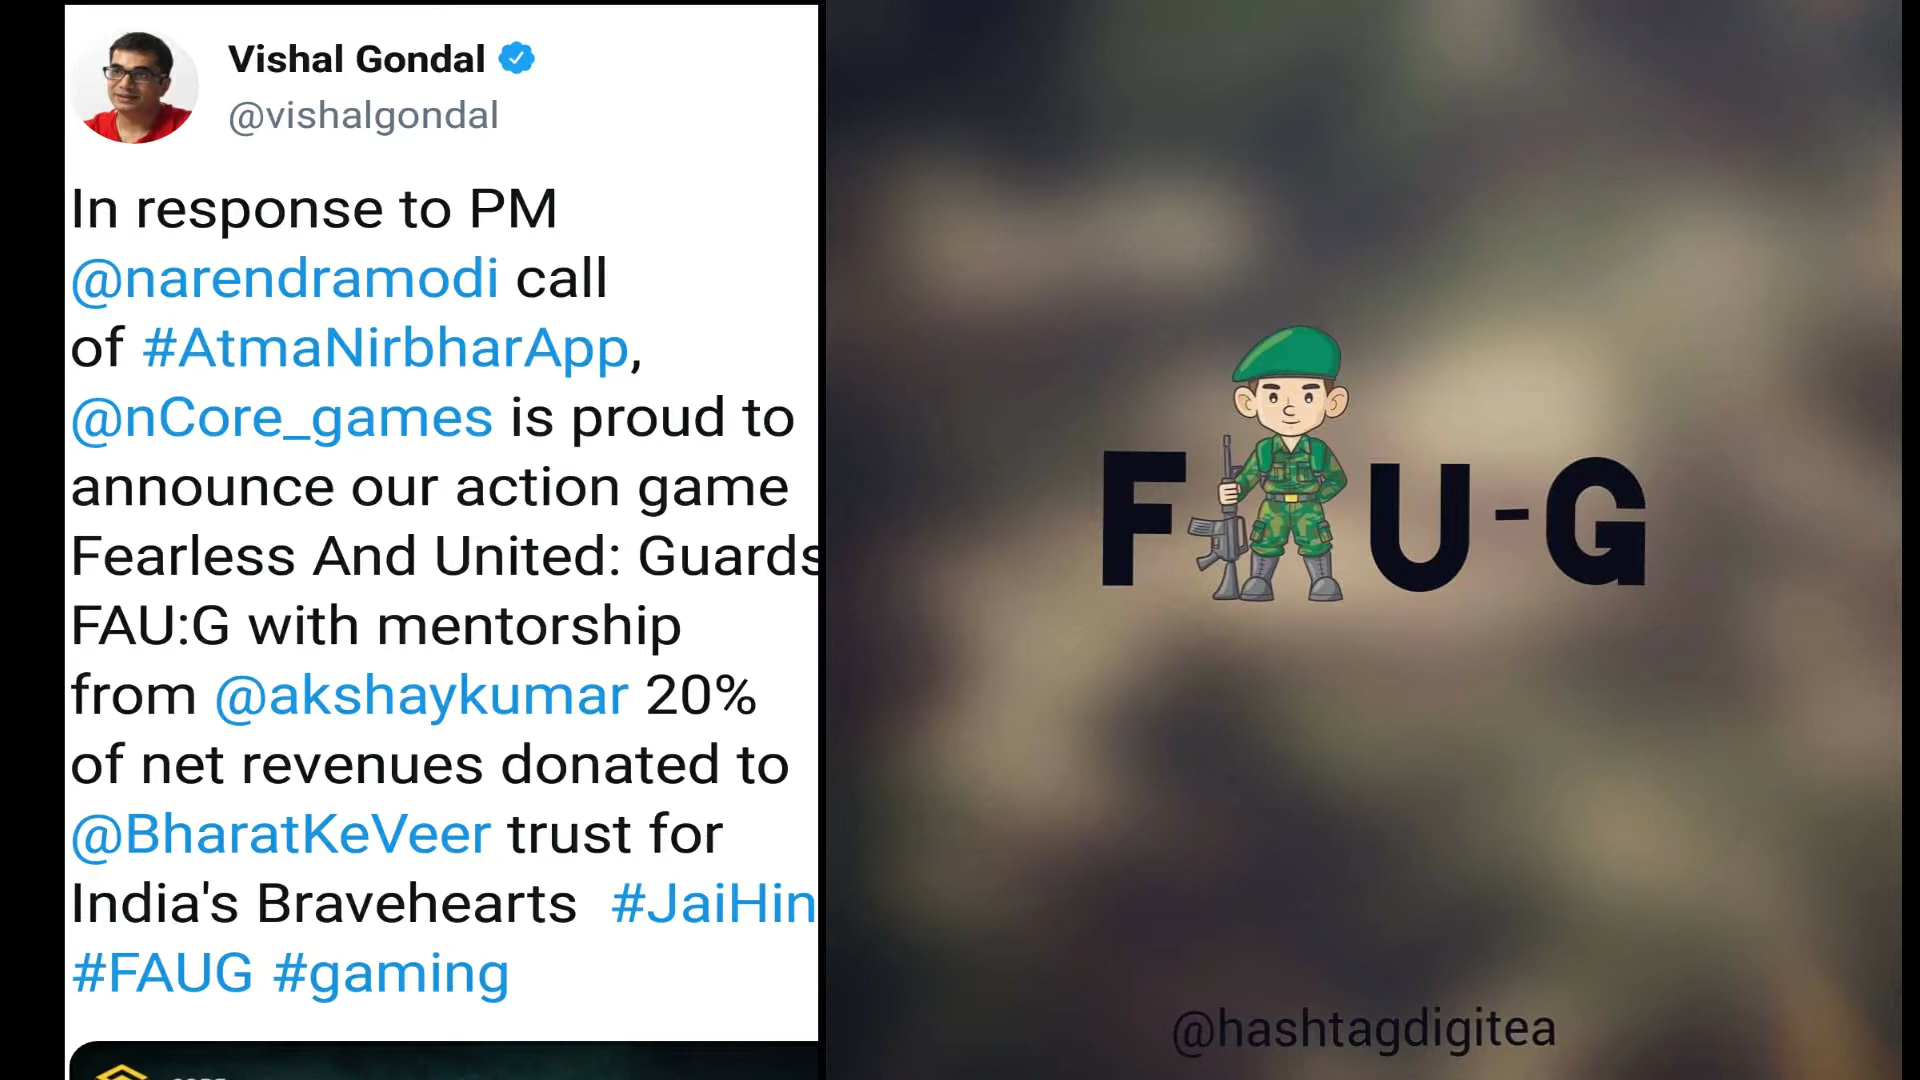 Vishal Gondal
@vishalgondal
In response to PM
@narendramodi call
of #AtmaNirbharApp,
@nCore_games is proud to
announce our action game
Fearless And United: Guards
FAU:G with mentorship
from @akshaykumar 20%
of net revenues donated to
@BharatKeVeer trust for
India's Bravehearts #JaiHin
#FAUG #gaming
F U-G
@hashtagdigitea